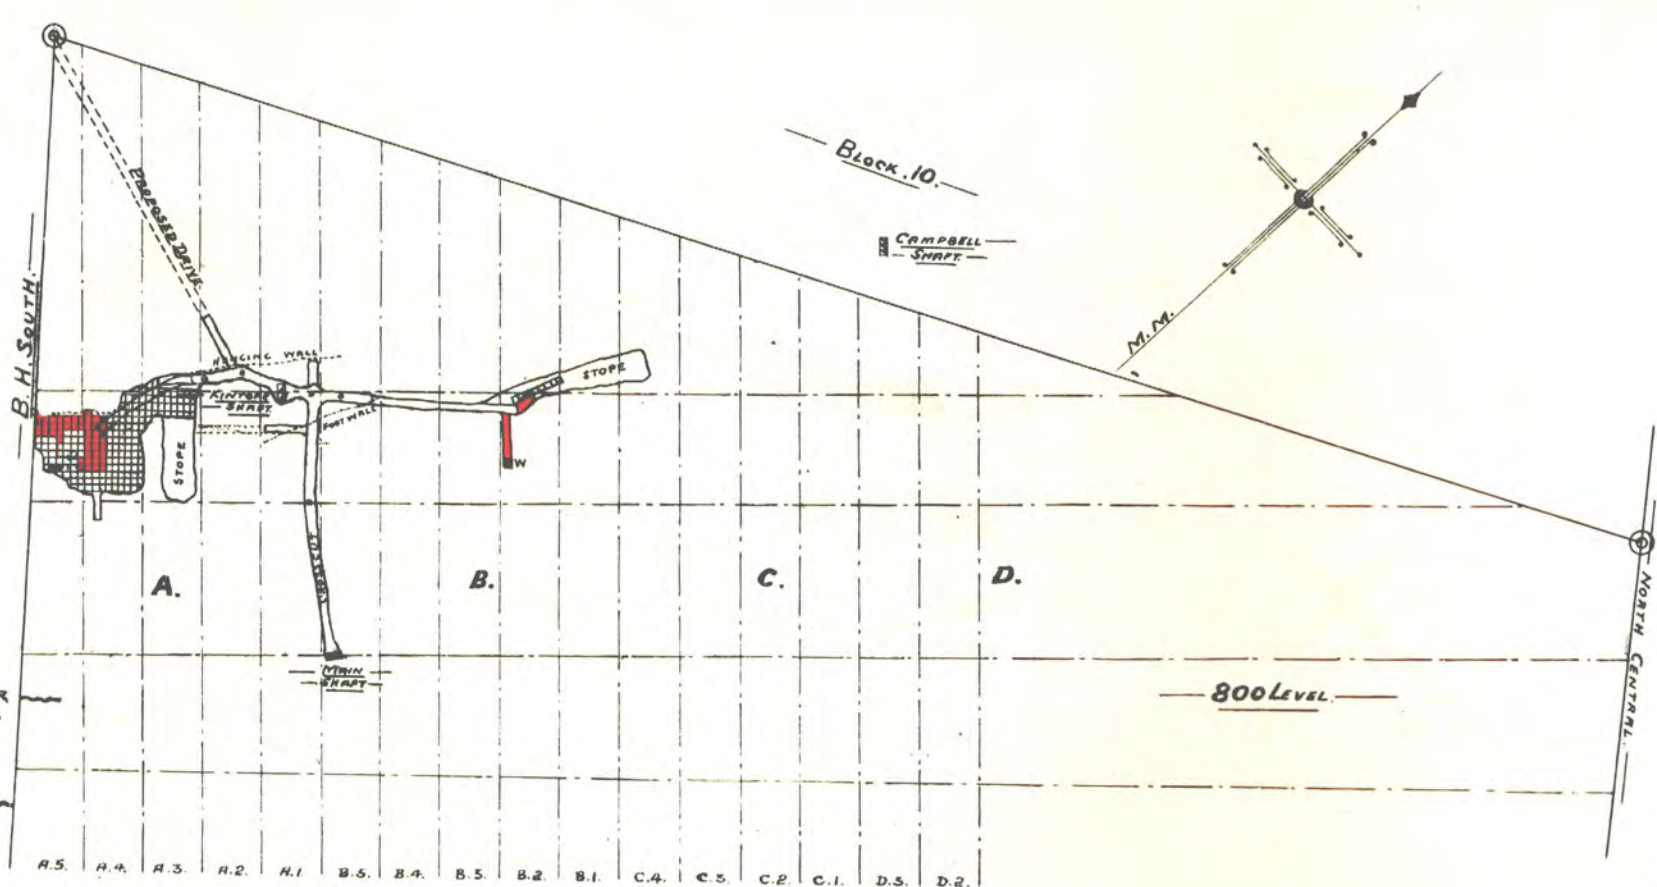 BLOCK.10.
CAMPBELL
SHAFT.
M.M.
PROPOSED DRIVE
B.H. SOUTH.
HANGING WALL
STOPE
KINTORE
SHAFT
FOOT WALL
STOPE
W
A.
B.
C.
D.
NORTH CENTRAL.
MAIN
SHAFT
800 LEVEL.
A.5. A.4. A.3. A.2. A.1. B.5. B.4. B.3. B.2. B.1. C.4. C.3. C.2. C.1. D.3. D.2.